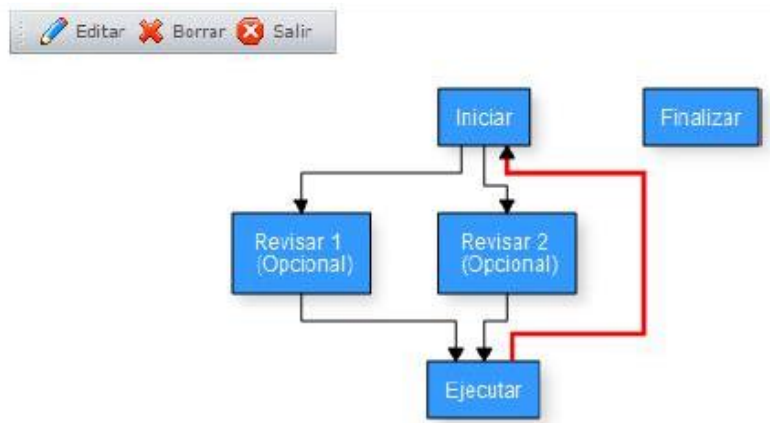 Editar Borrar Salir
Iniciar
Finalizar
Revisar 1
(Opcional)
Revisar 2
(Opcional)
Ejecutar